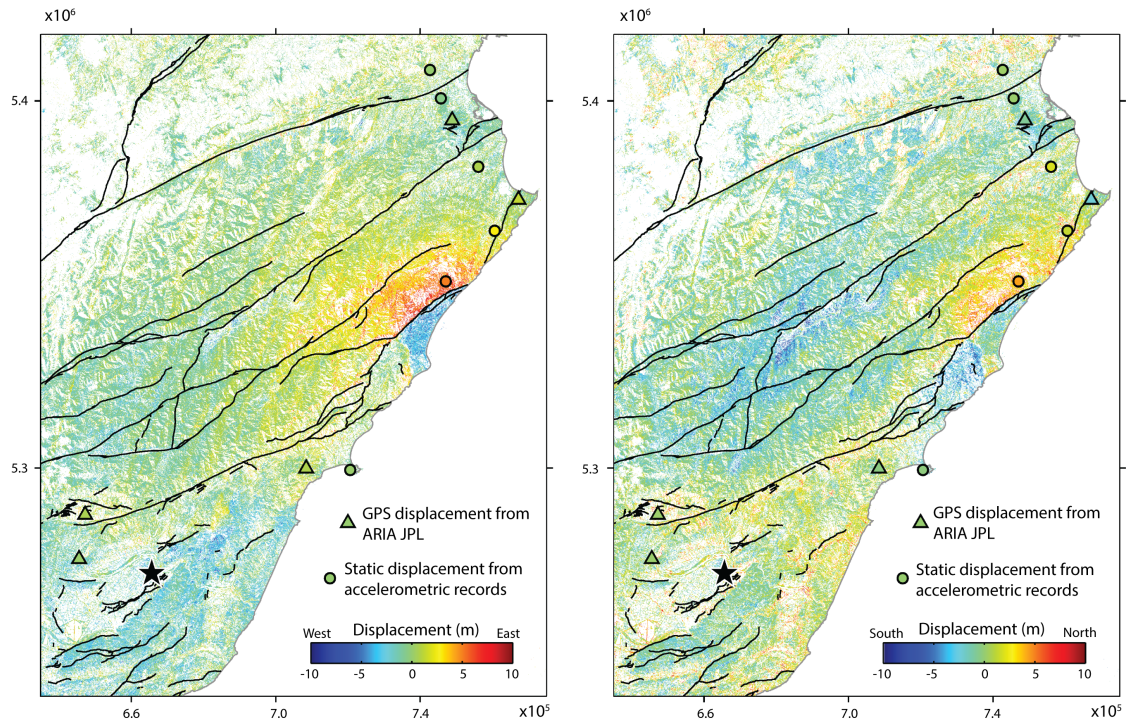 x10⁶
5.4
5.3
GPS displacement from
ARIA JPL
Static displacement from
accelerometric records
West Displacement (m) East
-10 -5 0 5 10
6.6 7.0 7.4 x10⁵
x10⁶
5.4
5.3
GPS displacement from
ARIA JPL
Static displacement from
accelerometric records
South Displacement (m) North
-10 -5 0 5 10
6.6 7.0 7.4 x10⁵